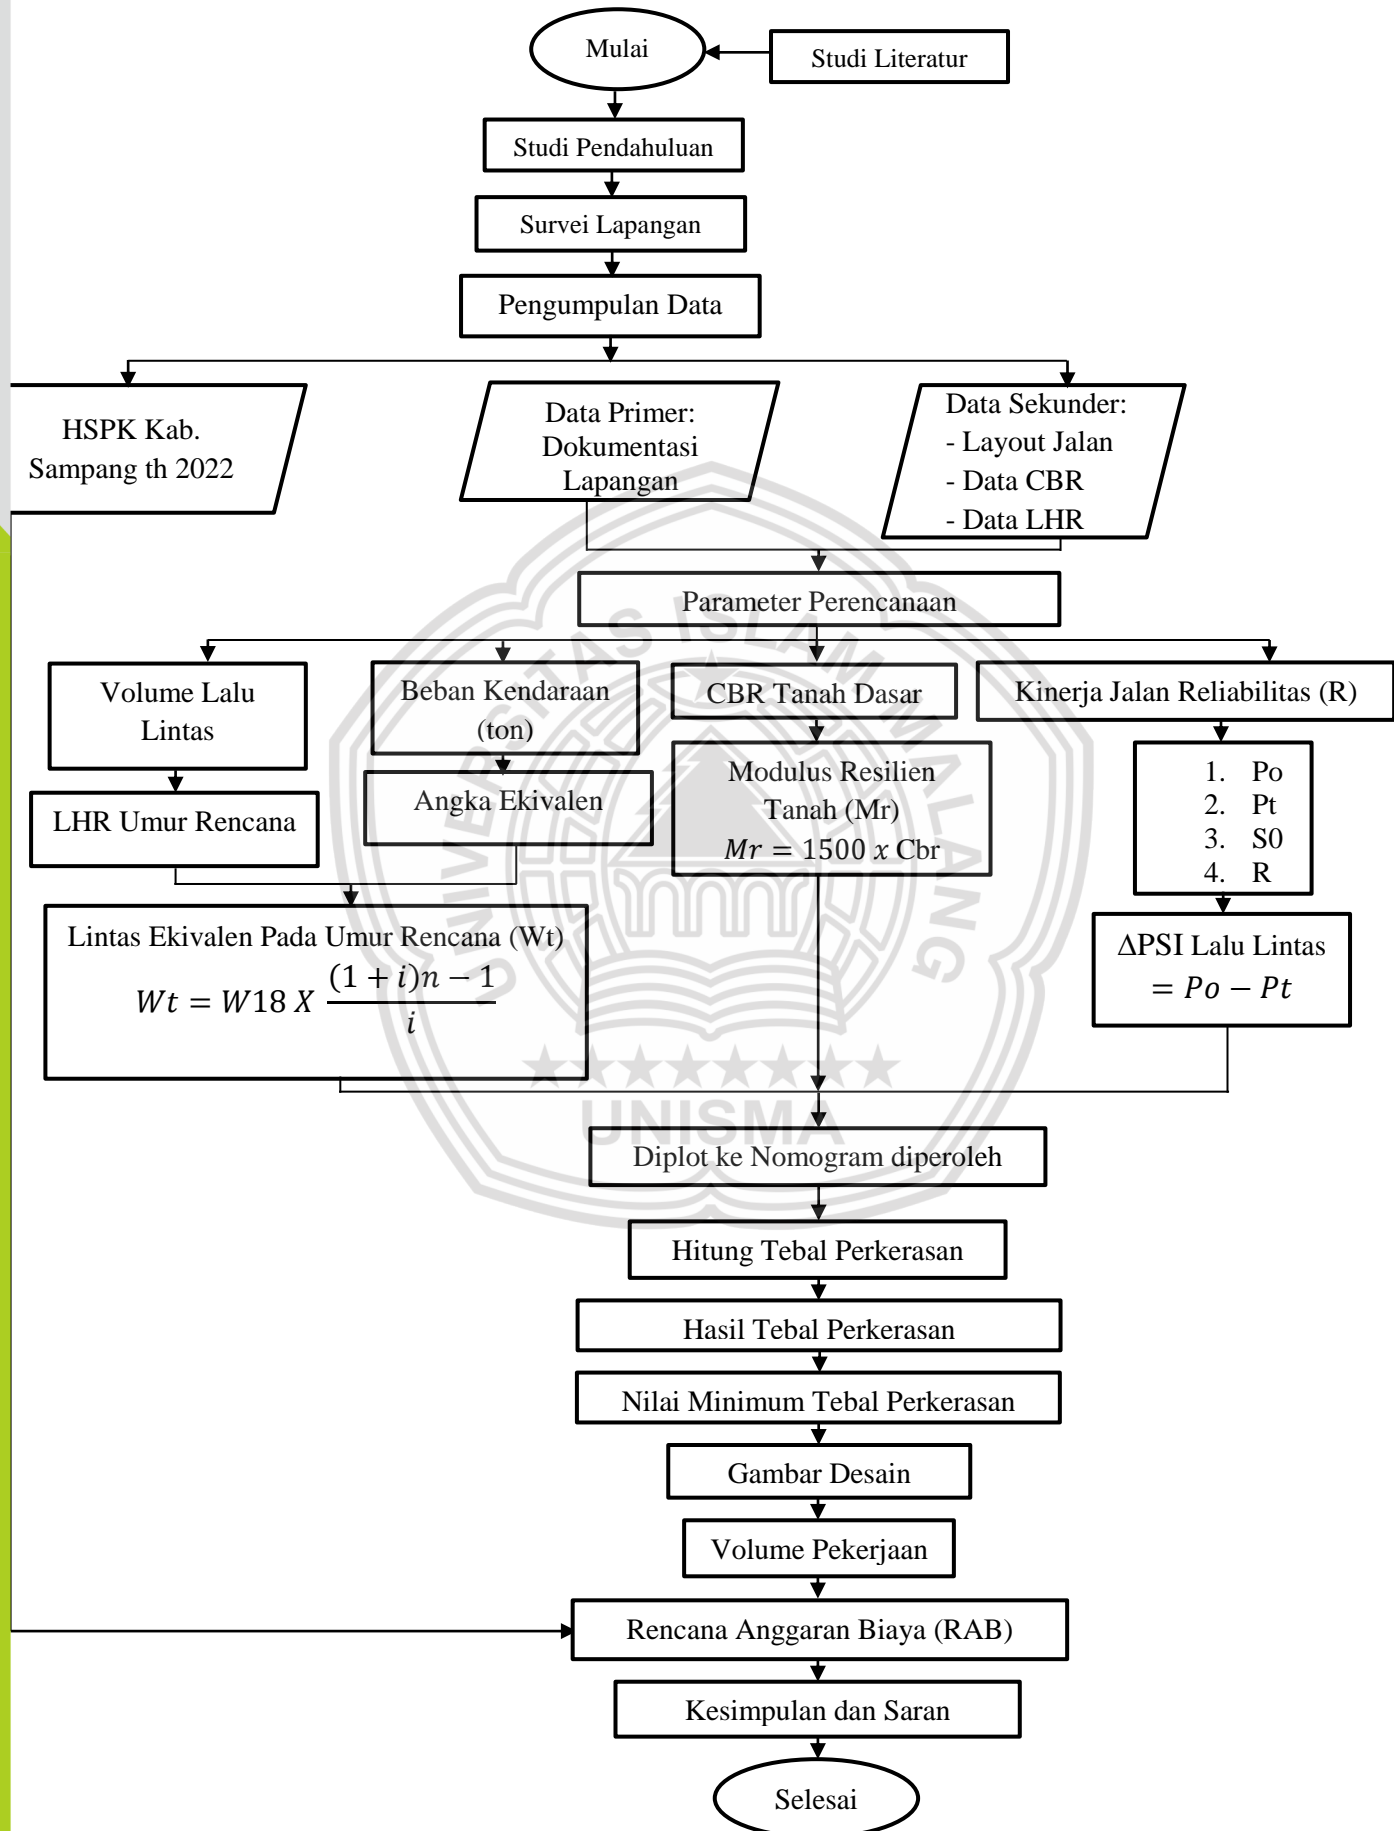 Mulai
Studi Literatur
Studi Pendahuluan
Survei Lapangan
Pengumpulan Data
HSPK Kab.
Sampang th 2022
Data Primer:
Dokumentasi
Lapangan
Data Sekunder:
- Layout Jalan
- Data CBR
- Data LHR
Parameter Perencanaan
Volume Lalu
Lintas
Beban Kendaraan
(ton)
CBR Tanah Dasar
Kinerja Jalan Reliabilitas (R)
LHR Umur Rencana
Angka Ekivalen
Modulus Resilien
Tanah (Mr)
Mr = 1500 x Cbr
1. Po
2. Pt
3. S0
4. R
Lintas Ekivalen Pada Umur Rencana (Wt)
Wt = W18 X (1 + i)n − 1 / i
ΔPSI Lalu Lintas
= Po − Pt
Diplot ke Nomogram diperoleh
Hitung Tebal Perkerasan
Hasil Tebal Perkerasan
Nilai Minimum Tebal Perkerasan
Gambar Desain
Volume Pekerjaan
Rencana Anggaran Biaya (RAB)
Kesimpulan dan Saran
Selesai
UNIVERSITAS ISLAM MALANG
UNISMA